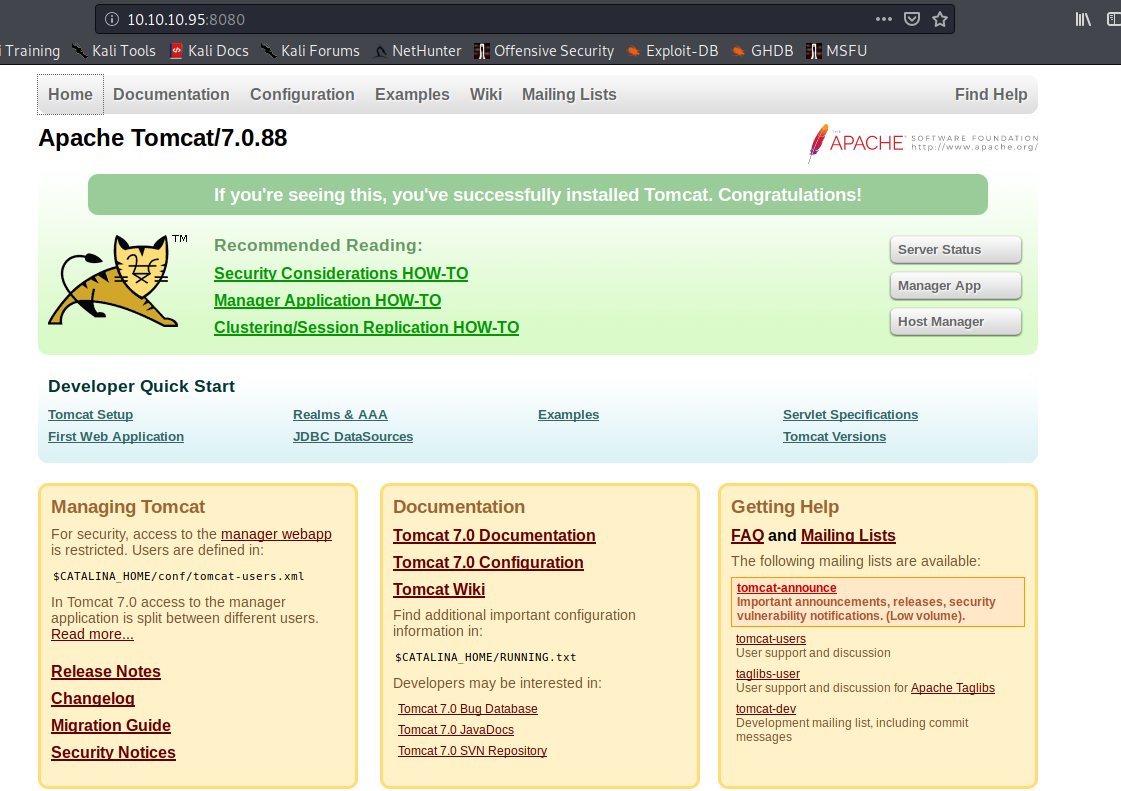 10.10.10.95:8080
Training Kali Tools Kali Docs Kali Forums NetHunter Offensive Security Exploit-DB GHDB MSFU
Home Documentation Configuration Examples Wiki Mailing Lists Find Help
Apache Tomcat/7.0.88
THE APACHE™ SOFTWARE FOUNDATION
http://www.apache.org/
If you're seeing this, you've successfully installed Tomcat. Congratulations!
TM
Recommended Reading:
Security Considerations HOW-TO
Manager Application HOW-TO
Clustering/Session Replication HOW-TO
Server Status
Manager App
Host Manager
Developer Quick Start
Tomcat Setup
First Web Application
Realms & AAA
JDBC DataSources
Examples
Servlet Specifications
Tomcat Versions
Managing Tomcat
For security, access to the manager webapp
is restricted. Users are defined in:
$CATALINA_HOME/conf/tomcat-users.xml
In Tomcat 7.0 access to the manager
application is split between different users.
Read more...
Release Notes
Changelog
Migration Guide
Security Notices
Documentation
Tomcat 7.0 Documentation
Tomcat 7.0 Configuration
Tomcat Wiki
Find additional important configuration
information in:
$CATALINA_HOME/RUNNING.txt
Developers may be interested in:
Tomcat 7.0 Bug Database
Tomcat 7.0 JavaDocs
Tomcat 7.0 SVN Repository
Getting Help
FAQ and Mailing Lists
The following mailing lists are available:
tomcat-announce
Important announcements, releases, security
vulnerability notifications. (Low volume).
tomcat-users
User support and discussion
taglibs-user
User support and discussion for Apache Taglibs
tomcat-dev
Development mailing list, including commit
messages